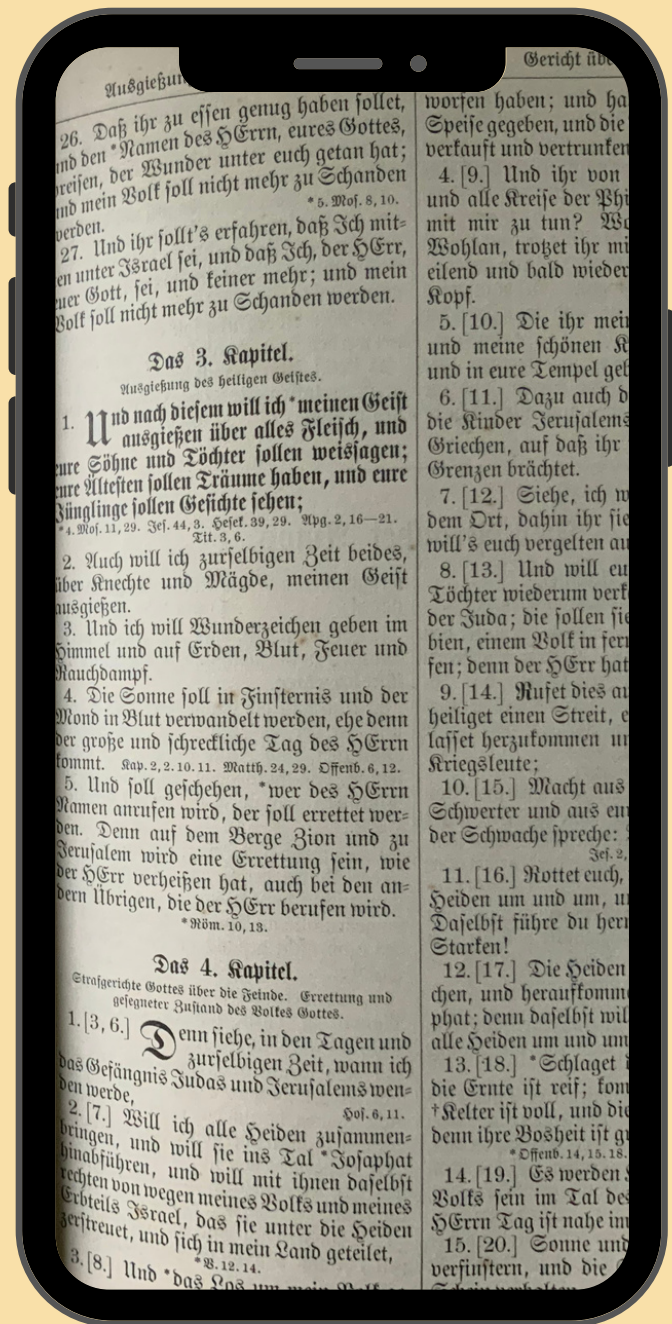 Ausgießun
26. Daß ihr zu essen genug haben sollet,
nd den *Namen des HErrn, eures Gottes,
reisen, der Wunder unter euch getan hat;
nd mein Volk soll nicht mehr zu Schanden
werden.
*5. Mos. 8, 10.
27. Und ihr sollt's erfahren, daß Ich mit-
en unter Israel sei, und daß Ich, der HErr,
uer Gott, sei, und keiner mehr; und mein
Volk soll nicht mehr zu Schanden werden.
Das 3. Kapitel.
Ausgießung des heiligen Geistes.
1. Und nach diesem will ich *meinen Geist
ausgießen über alles Fleisch, und
eure Söhne und Töchter sollen weissagen;
eure Ältesten sollen Träume haben, und eure
Jünglinge sollen Gesichte sehen;
*4. Mos. 11, 29. Jes. 44, 3. Hesek. 39, 29. Apg. 2, 16—21.
Tit. 3, 6.
2. Auch will ich zurselbigen Zeit beides,
über Knechte und Mägde, meinen Geist
ausgießen.
3. Und ich will Wunderzeichen geben im
Himmel und auf Erden, Blut, Feuer und
Rauchdampf.
4. Die Sonne soll in Finsternis und der
Mond in Blut verwandelt werden, ehe denn
der große und schreckliche Tag des HErrn
kommt. Kap. 2, 2. 10. 11. Matth. 24, 29. Offenb. 6, 12.
5. Und soll geschehen, *wer des HErrn
Namen anrufen wird, der soll errettet wer-
den. Denn auf dem Berge Zion und zu
Jerusalem wird eine Errettung sein, wie
der HErr verheißen hat, auch bei den an-
dern Übrigen, die der HErr berufen wird.
*Röm. 10, 13.
Das 4. Kapitel.
Strafgerichte Gottes über die Feinde. Errettung und
gesegneter Zustand des Volkes Gottes.
1. [3, 6.] Denn siehe, in den Tagen und
zurselbigen Zeit, wann ich
das Gefängnis Judas und Jerusalems wen-
den werde,
Hos. 6, 11.
2. [7.] Will ich alle Heiden zusammen-
bringen, und will sie ins Tal *Josaphat
hinabführen, und will mit ihnen daselbst
rechten von wegen meines Volks und meines
Erbteils Israel, das sie unter die Heiden
zerstreuet, und sich in mein Land geteilet,
*V. 12. 14.
3. [8.] Und *das Los um mein Volk
Gericht üb
worfen haben; und ha
Speise gegeben, und die
verkauft und vertrunken
4. [9.] Und ihr von
und alle Kreise der Phi
mit mir zu tun? Wo
Wohlan, trotzet ihr mi
eilend und bald wieder
Kopf.
5. [10.] Die ihr mei
und meine schönen K
und in eure Tempel geb
6. [11.] Dazu auch d
die Kinder Jerusalems
Griechen, auf daß ihr
Grenzen brächtet.
7. [12.] Siehe, ich w
dem Ort, dahin ihr sie
will's euch vergelten au
8. [13.] Und will eu
Töchter wiederum verk
der Juda; die sollen sie
bien, einem Volk in fer
fen; denn der HErr hat
9. [14.] Rufet dies au
heiliget einen Streit, e
lasset herzukommen un
Kriegsleute;
10. [15.] Macht aus
Schwerter und aus eu
der Schwache spreche:
Jes. 2,
11. [16.] Rottet euch,
Heiden um und um, u
Daselbst führe du her
Starken!
12. [17.] Die Heiden
chen, und heraufkomm
phat; denn daselbst wil
alle Heiden um und um
13. [18.] *Schlaget
die Ernte ist reif; kom
†Kelter ist voll, und die
denn ihre Bosheit ist g
*Offenb. 14, 15. 18.
14. [19.] Es werden
Volks sein im Tal des
HErrn Tag ist nahe im
15. [20.] Sonne und
verfinstern, und die